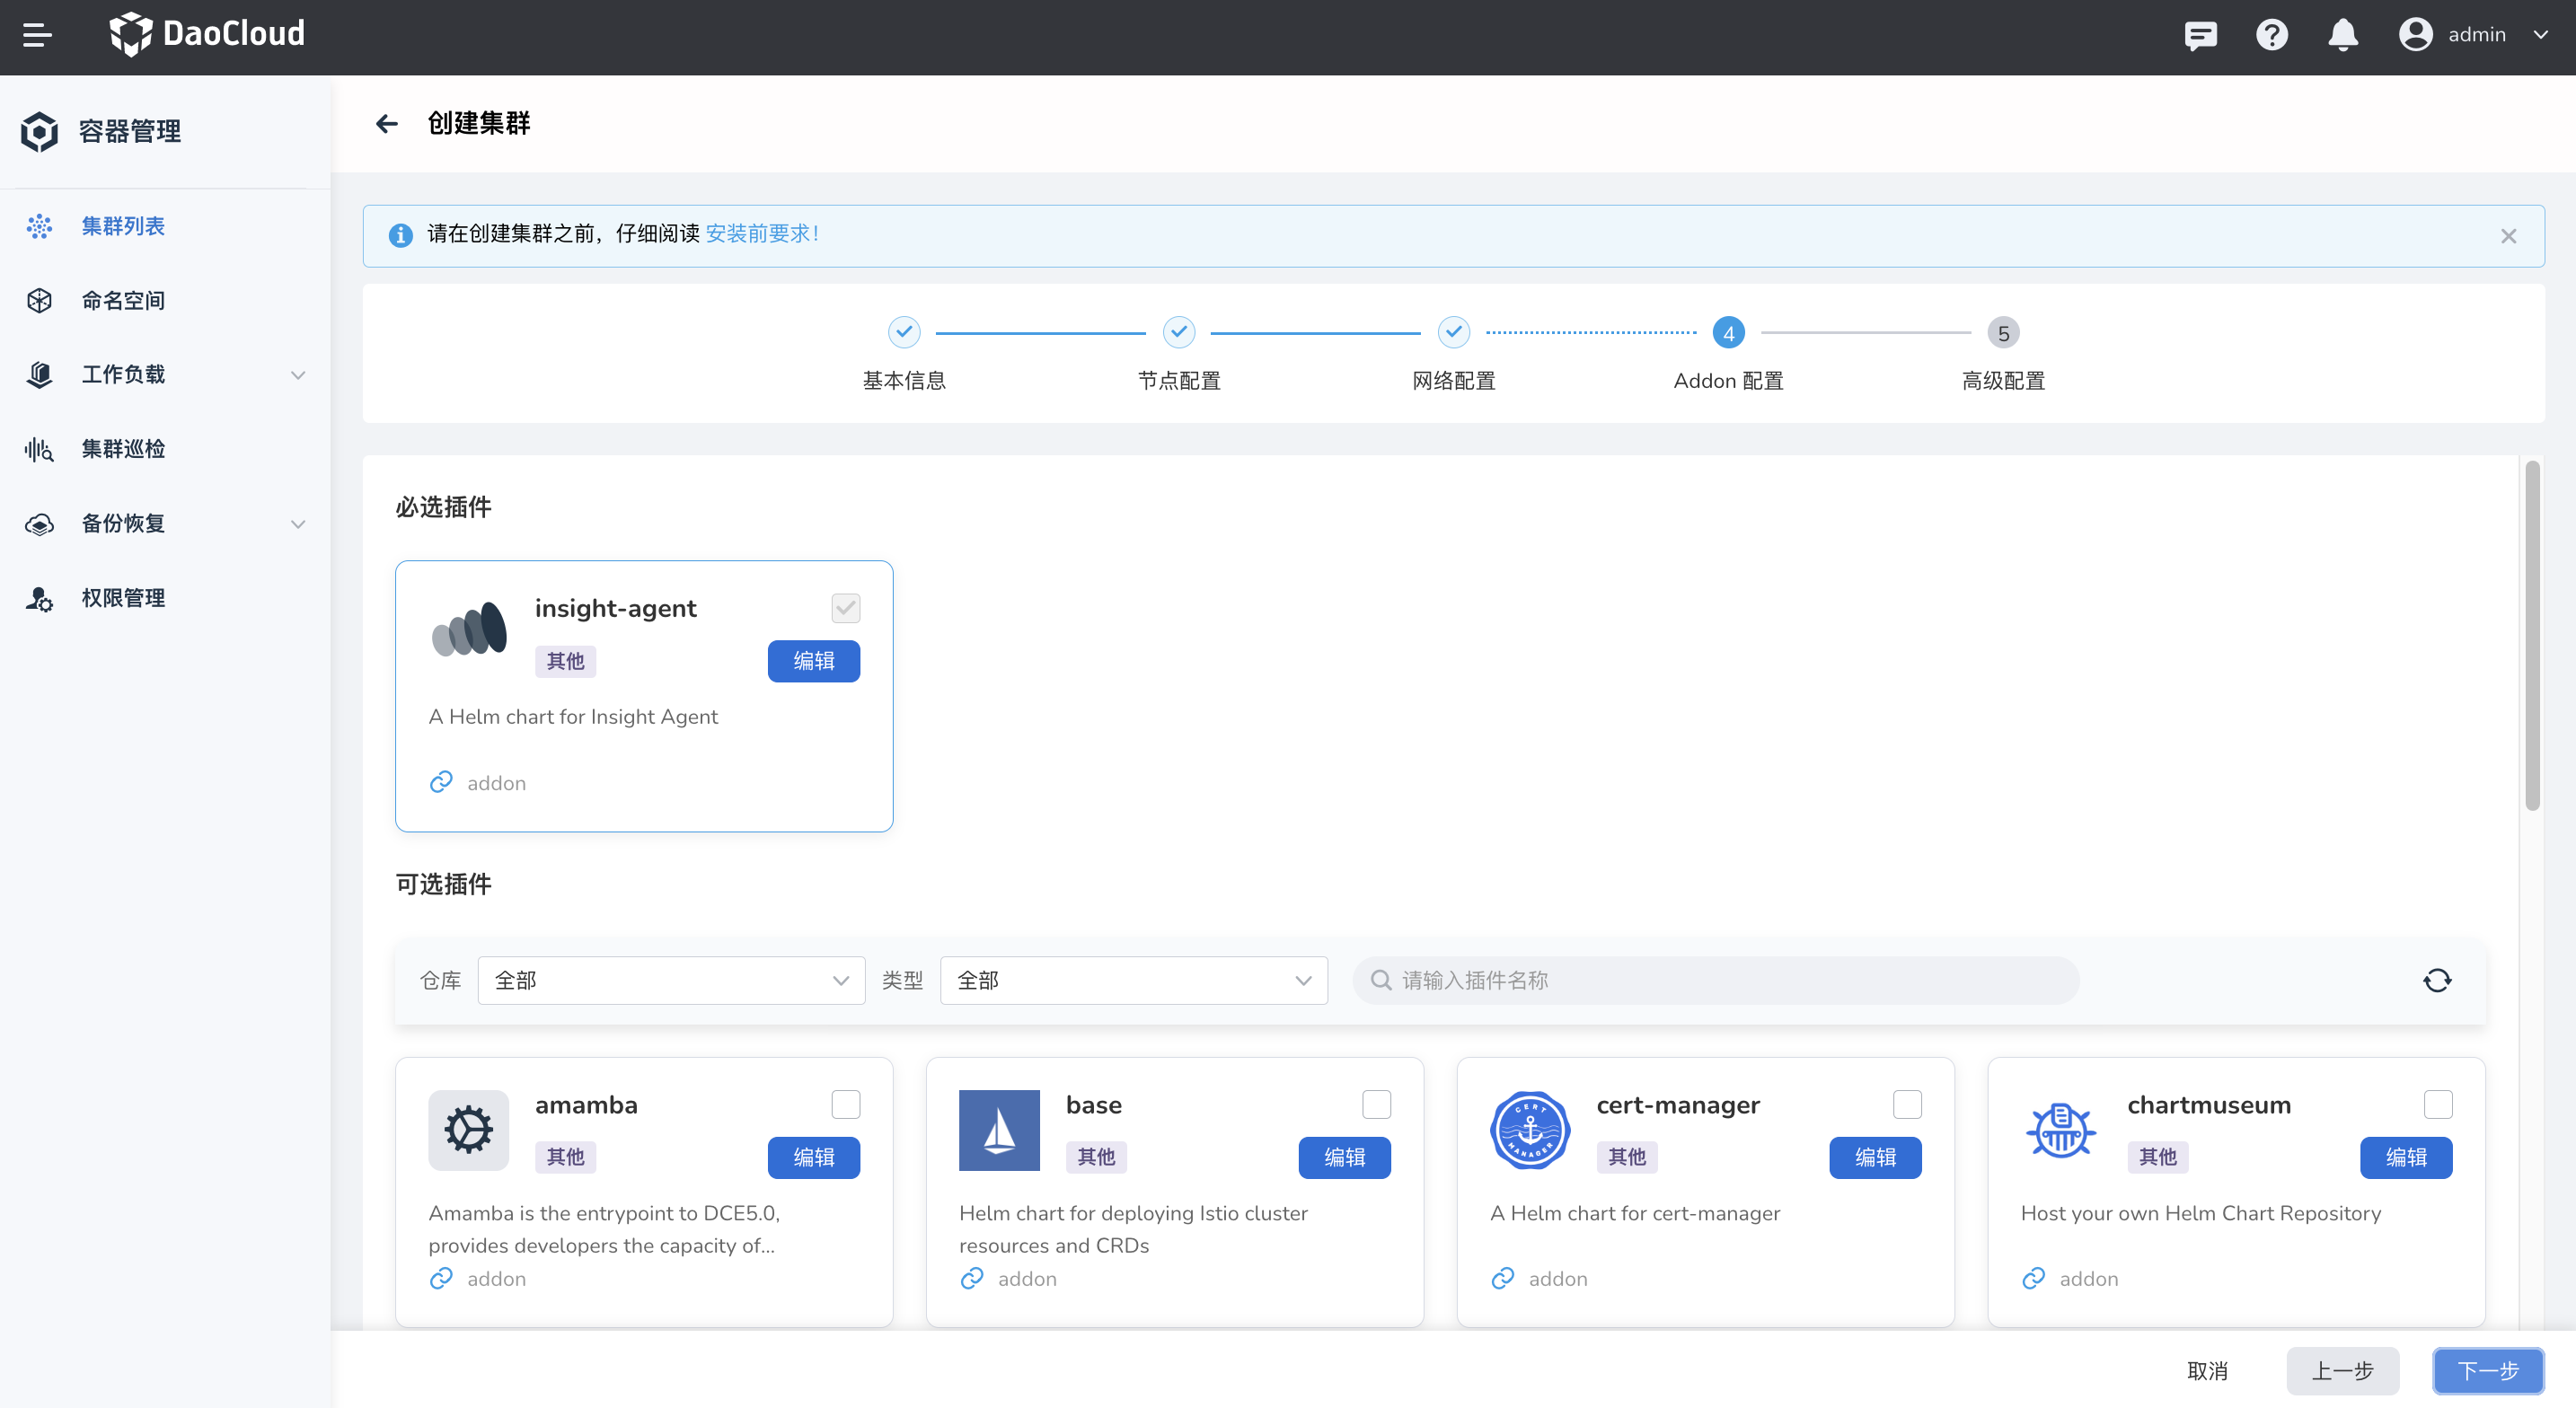 DaoCloud
admin
容器管理
集群列表
命名空间
工作负载
集群巡检
备份恢复
权限管理
创建集群
请在创建集群之前，仔细阅读 安装前要求！
4
5
基本信息
节点配置
网络配置
Addon 配置
高级配置
必选插件
insight-agent
其他
编辑
A Helm chart for Insight Agent
addon
可选插件
仓库
全部
类型
全部
请输入插件名称
amamba
其他
编辑
Amamba is the entrypoint to DCE5.0,
provides developers the capacity of...
addon
base
其他
编辑
Helm chart for deploying Istio cluster
resources and CRDs
addon
CERT
MANAGER
cert-manager
其他
编辑
A Helm chart for cert-manager
addon
chartmuseum
其他
编辑
Host your own Helm Chart Repository
addon
取消
上一步
下一步